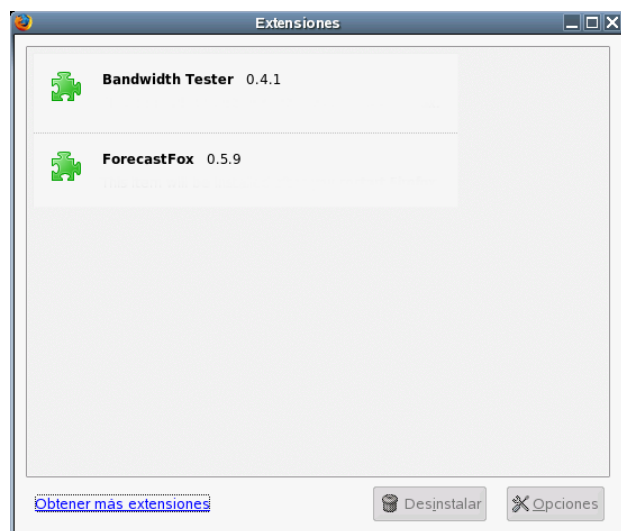 Extensiones
Bandwidth Tester 0.4.1
ForecastFox 0.5.9
Obtener más extensiones
Desinstalar
Opciones